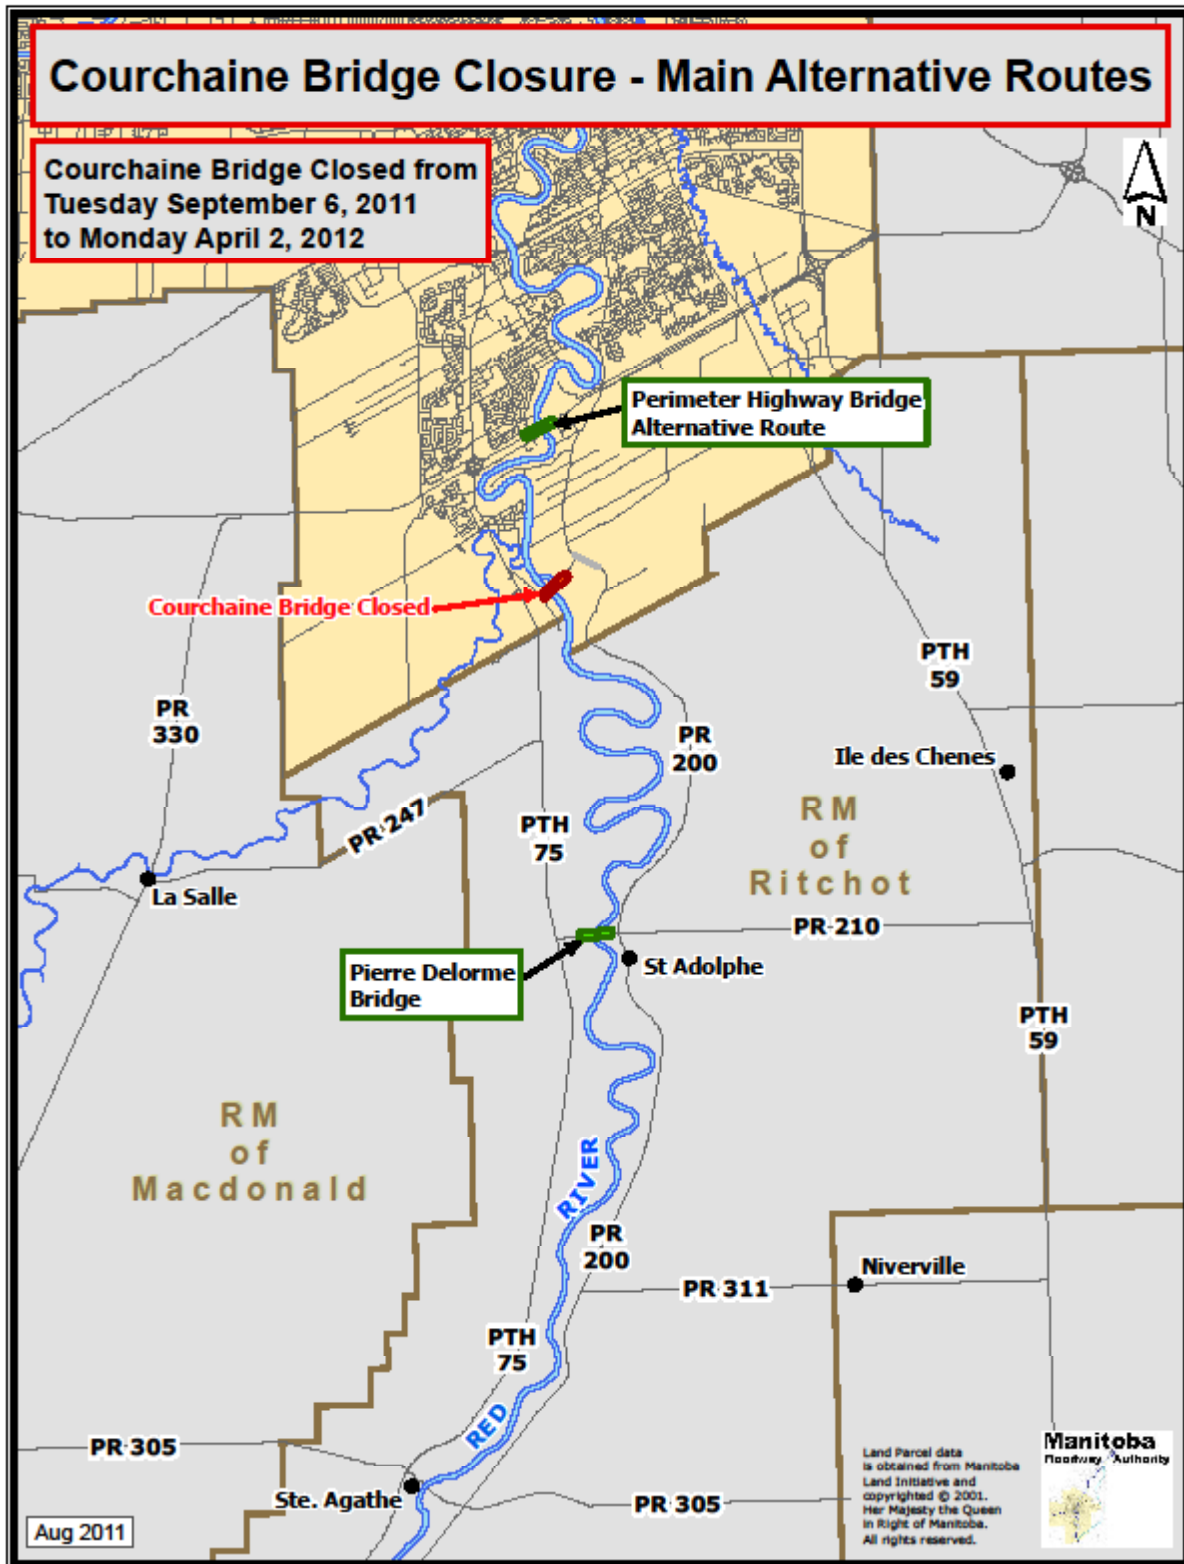 Courchaine Bridge Closure - Main Alternative Routes
Courchaine Bridge Closed from
Tuesday September 6, 2011
to Monday April 2, 2012
N
Perimeter Highway Bridge
Alternative Route
Courchaine Bridge Closed
PTH
59
PR
330
PR
200
Ile des Chenes
RM
of
Ritchot
PR 247
PTH
75
La Salle
PR 210
Pierre Delorme
Bridge
St Adolphe
PTH
59
RM
of
Macdonald
RIVER
PR
200
Niverville
PR 311
PTH
75
RED
PR 305
Ste. Agathe
PR 305
Land Parcel data
is obtained from Manitoba
Land Initiative and
copyrighted © 2001.
Her Majesty the Queen
in Right of Manitoba.
All rights reserved.
Manitoba
Floodway Authority
Aug 2011